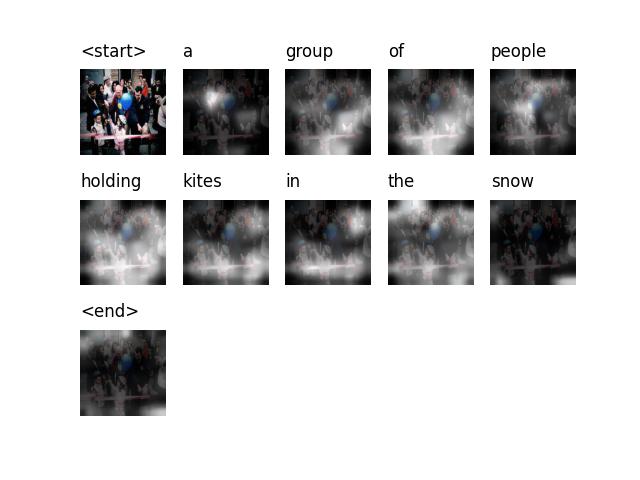 <start> a group of people
holding kites in the snow
<end>